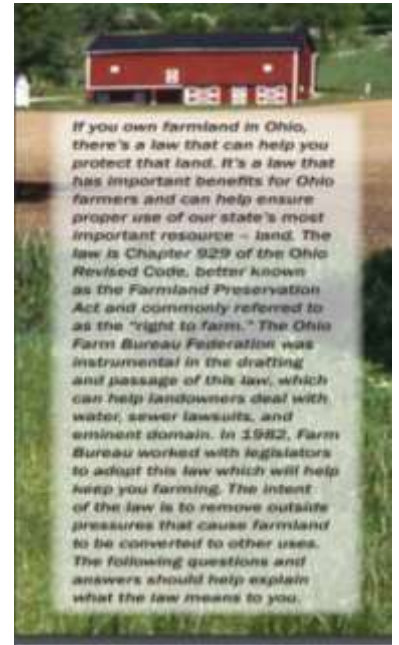 If you own farmland in Ohio,
there's a law that can help you
protect that land. It's a law that
has important benefits for Ohio
farmers and can help ensure
proper use of our state's most
important resource – land. The
law is Chapter 929 of the Ohio
Revised Code, better known
as the Farmland Preservation
Act and commonly referred to
as the "right to farm." The Ohio
Farm Bureau Federation was
instrumental in the drafting
and passage of this law, which
can help landowners deal with
water, sewer lawsuits, and
eminent domain. In 1982, Farm
Bureau worked with legislators
to adopt this law which will help
keep you farming. The intent
of the law is to remove outside
pressures that cause farmland
to be converted to other uses.
The following questions and
answers should help explain
what the law means to you.